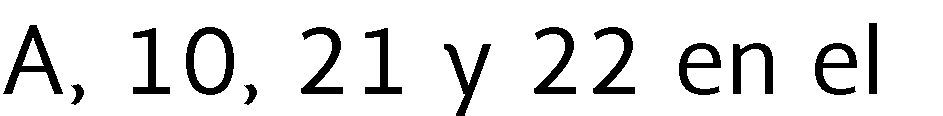 A, 10, 21 y 22 en el